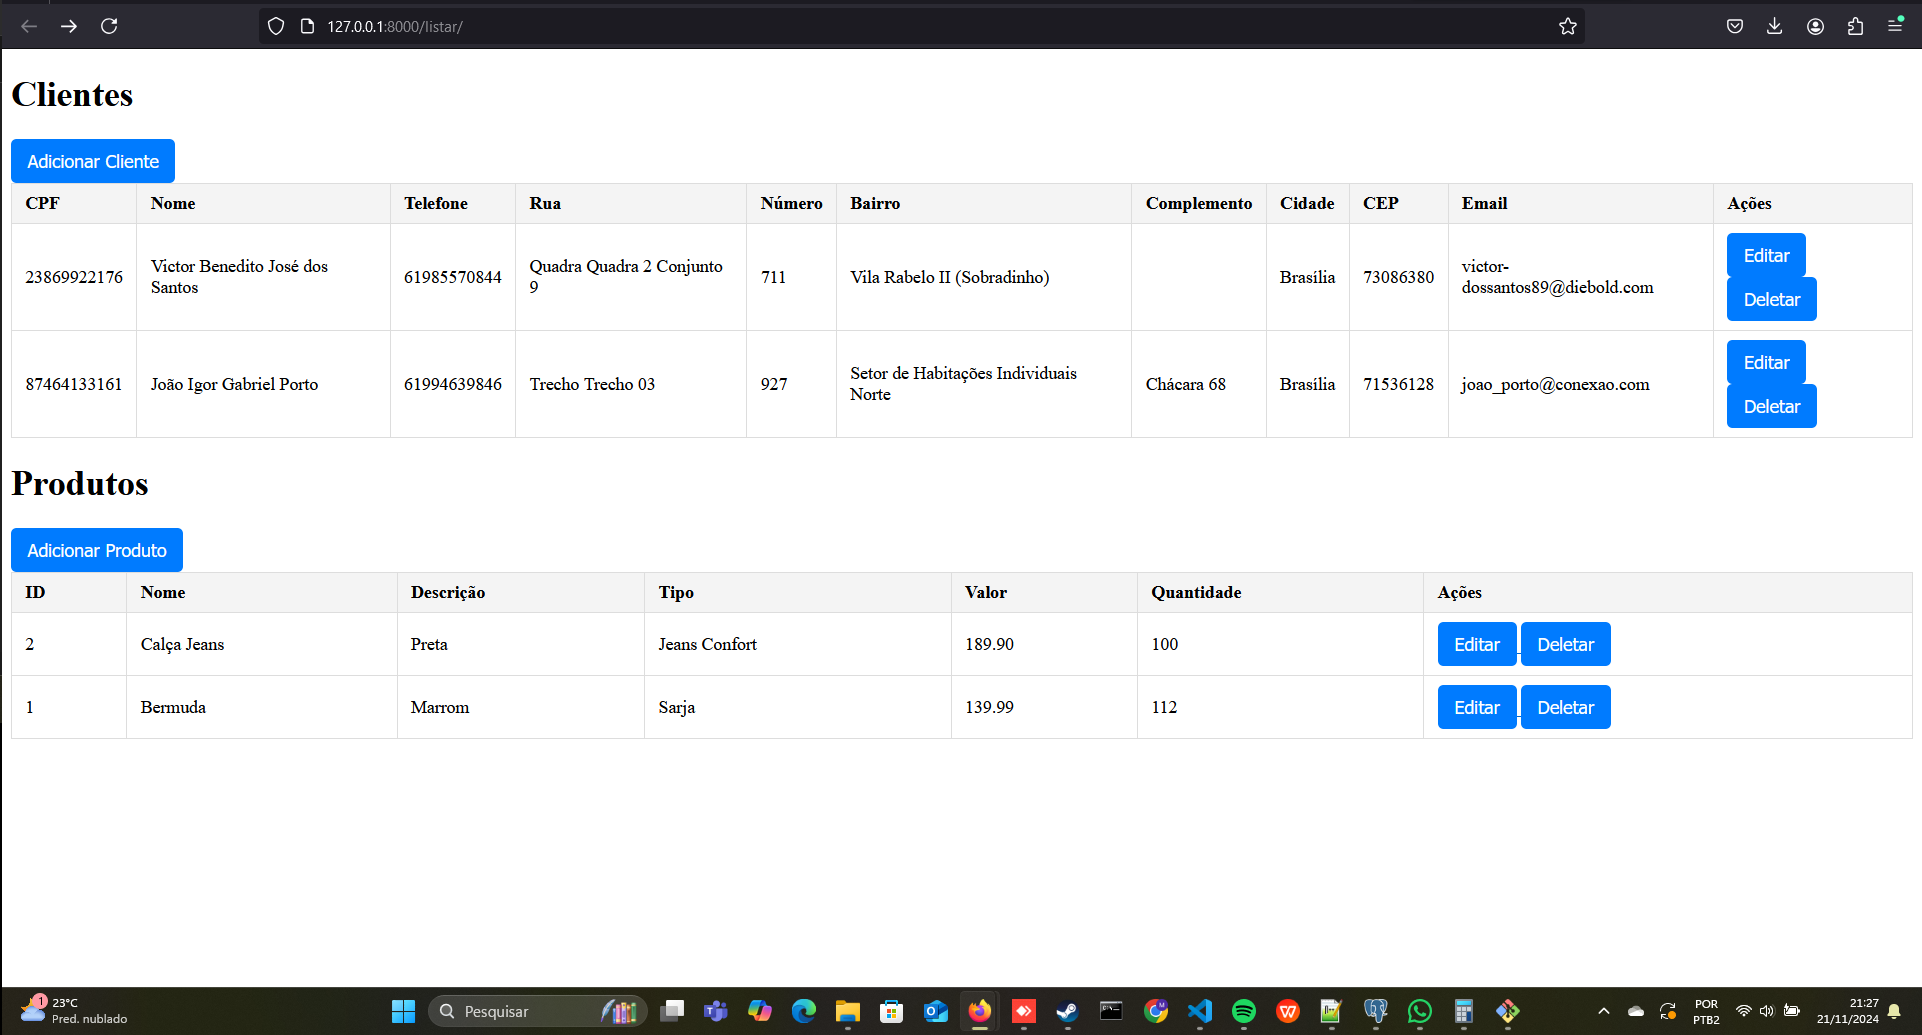 127.0.0.1:8000/listar/
Clientes
Adicionar Cliente
CPF Nome Telefone Rua Número Bairro Complemento Cidade CEP Email Ações
23869922176 Victor Benedito José dos Santos 61985570844 Quadra Quadra 2 Conjunto 9 711 Vila Rabelo II (Sobradinho) Brasília 73086380 victor-dossantos89@diebold.com Editar Deletar
87464133161 João Igor Gabriel Porto 61994639846 Trecho Trecho 03 927 Setor de Habitações Individuais Norte Chácara 68 Brasília 71536128 joao_porto@conexao.com Editar Deletar
Produtos
Adicionar Produto
ID Nome Descrição Tipo Valor Quantidade Ações
2 Calça Jeans Preta Jeans Confort 189.90 100 Editar Deletar
1 Bermuda Marrom Sarja 139.99 112 Editar Deletar
1
23°C
Pred. nublado
Pesquisar
POR
PTB2
21:27
21/11/2024